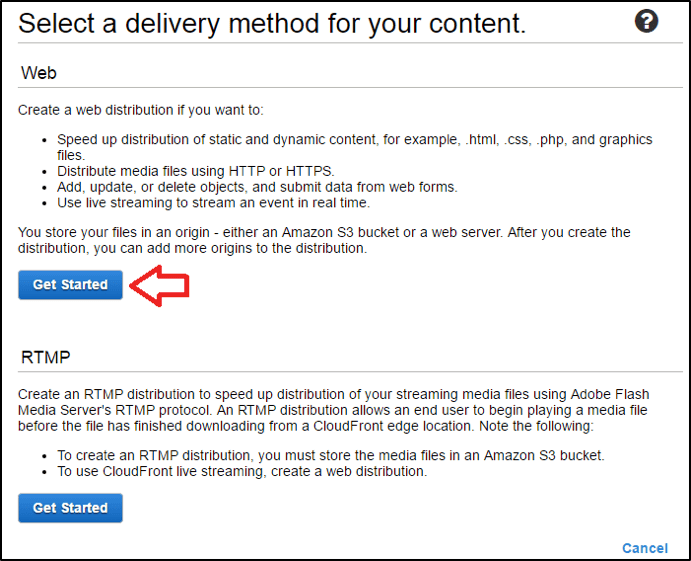 Select a delivery method for your content.
?
Web
Create a web distribution if you want to:
• Speed up distribution of static and dynamic content, for example, .html, .css, .php, and graphics
files.
• Distribute media files using HTTP or HTTPS.
• Add, update, or delete objects, and submit data from web forms.
• Use live streaming to stream an event in real time.
You store your files in an origin - either an Amazon S3 bucket or a web server. After you create the
distribution, you can add more origins to the distribution.
Get Started
RTMP
Create an RTMP distribution to speed up distribution of your streaming media files using Adobe Flash
Media Server's RTMP protocol. An RTMP distribution allows an end user to begin playing a media file
before the file has finished downloading from a CloudFront edge location. Note the following:
• To create an RTMP distribution, you must store the media files in an Amazon S3 bucket.
• To use CloudFront live streaming, create a web distribution.
Get Started
Cancel